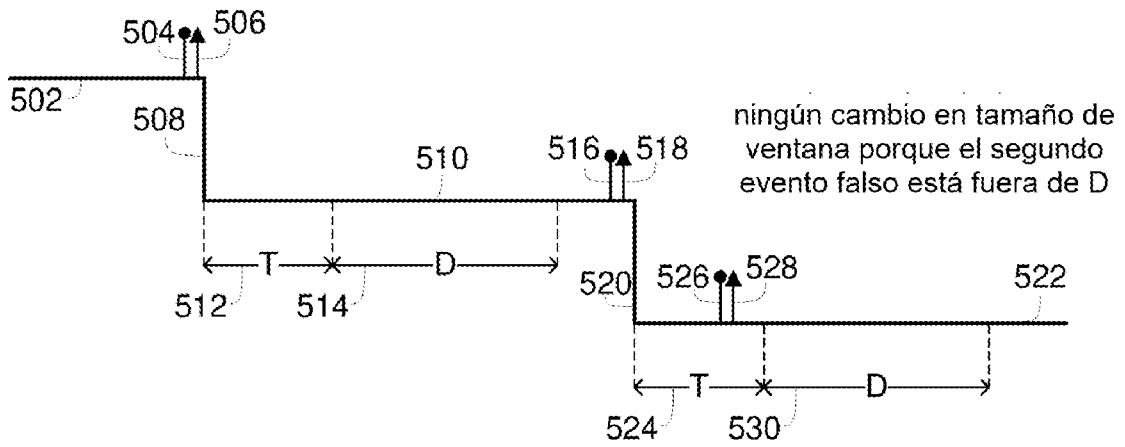 504 506
502
508
ningún cambio en tamaño de
ventana porque el segundo
evento falso está fuera de D
510
516 518
T D
512 514
520
526 528
522
T D
524 530